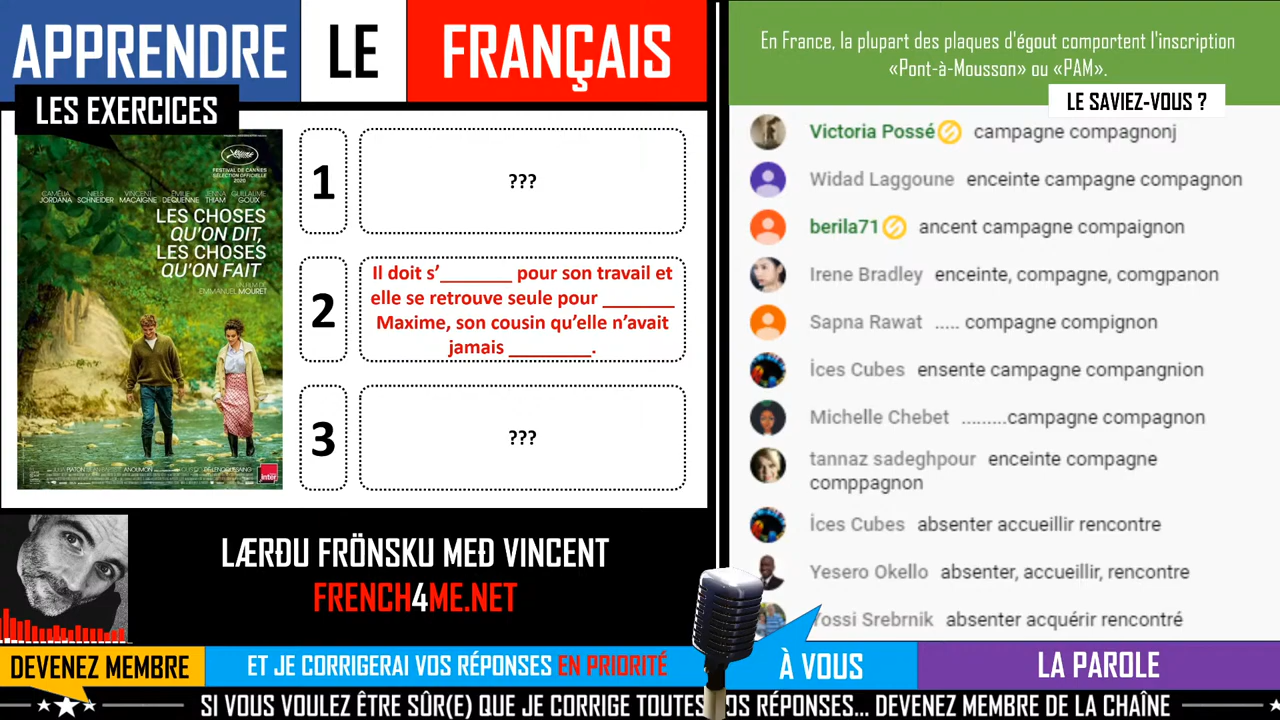 APPRENDRE LE FRANÇAIS
LES EXERCICES
FESTIVAL DE CANNES
SÉLECTION OFFICIELLE
2020
CAMÉLIA JORDANA
NIELS SCHNEIDER
VINCENT MACAIGNE
ÉMILIE DEQUENNE
JENNA THIAM
GUILLAUME GOUIX
LES CHOSES
QU'ON DIT,
LES CHOSES
QU'ON FAIT
UN FILM DE
EMMANUEL MOURET
inter
1
???
2
Il doit s'_______ pour son travail et
elle se retrouve seule pour _______
Maxime, son cousin qu'elle n'avait
jamais ________.
3
???
LÆRÐU FRÖNSKU MEÐ VINCENT
FRENCH4ME.NET
En France, la plupart des plaques d'égout comportent l'inscription
«Pont-à-Mousson» ou «PAM».
LE SAVIEZ-VOUS ?
Victoria Possé campagne compagnonj
Widad Laggoune enceinte campagne compagnon
berila71 ancent campagne compaignon
Irene Bradley enceinte, compagne, comgpanon
Sapna Rawat ..... compagne compignon
İces Cubes ensente campagne compangnion
Michelle Chebet .........campagne compagnon
tannaz sadeghpour enceinte compagne
comppagnon
İces Cubes absenter accueillir rencontre
Yesero Okello absenter, accueillir, rencontre
Yossi Srebrnik absenter acquérir rencontré
DEVENEZ MEMBRE
ET JE CORRIGERAI VOS RÉPONSES EN PRIORITÉ
À VOUS
LA PAROLE
SI VOUS VOULEZ ÊTRE SÛR(E) QUE JE CORRIGE TOUTES VOS RÉPONSES... DEVENEZ MEMBRE DE LA CHAÎNE